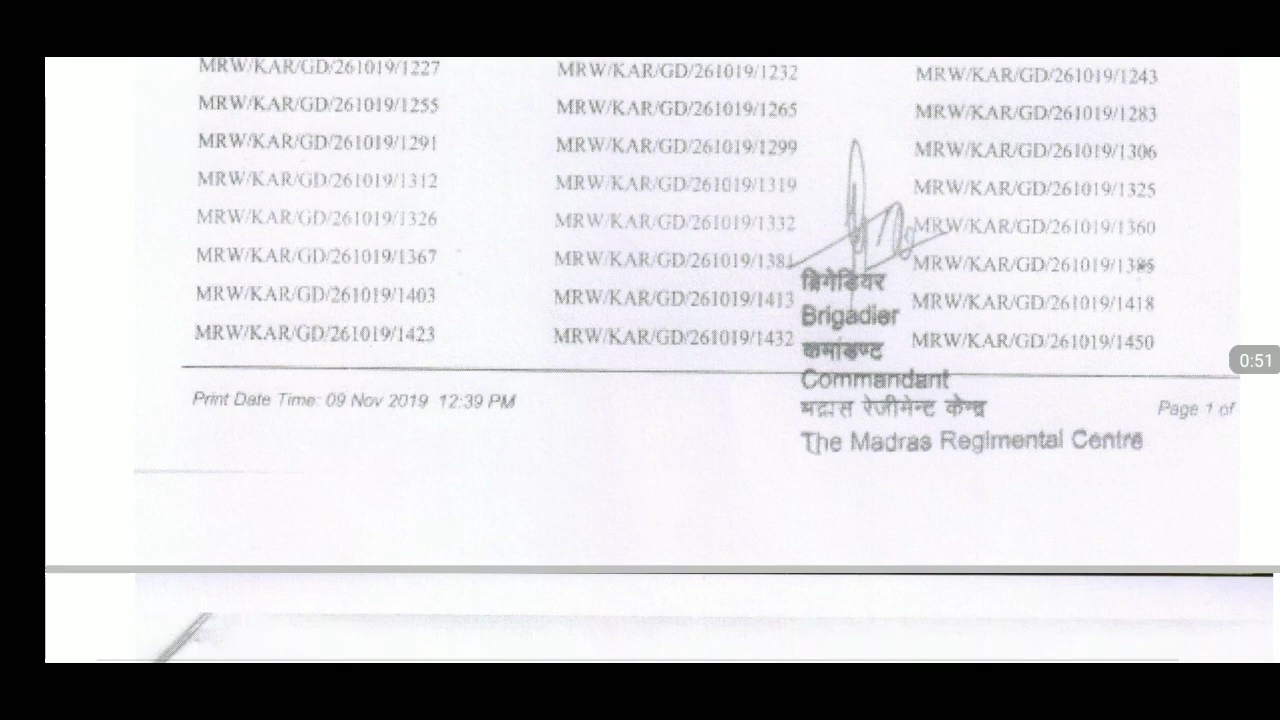 MRW/KAR/GD/261019/1227 MRW/KAR/GD/261019/1232 MRW/KAR/GD/261019/1243
MRW/KAR/GD/261019/1255 MRW/KAR/GD/261019/1265 MRW/KAR/GD/261019/1283
MRW/KAR/GD/261019/1291 MRW/KAR/GD/261019/1299 MRW/KAR/GD/261019/1306
MRW/KAR/GD/261019/1312 MRW/KAR/GD/261019/1319 MRW/KAR/GD/261019/1325
MRW/KAR/GD/261019/1326 MRW/KAR/GD/261019/1332 MRW/KAR/GD/261019/1360
MRW/KAR/GD/261019/1367 MRW/KAR/GD/261019/1381 MRW/KAR/GD/261019/1385
MRW/KAR/GD/261019/1403 MRW/KAR/GD/261019/1413 MRW/KAR/GD/261019/1418
MRW/KAR/GD/261019/1423 MRW/KAR/GD/261019/1432 MRW/KAR/GD/261019/1450
ब्रिगेडियर
Brigadier
कमांडेण्ट
Commandant
मद्रास रेजीमेन्ट केन्द्र
The Madras Regimental Centre
Print Date Time: 09 Nov 2019 12:39 PM
Page 1 of
0:51